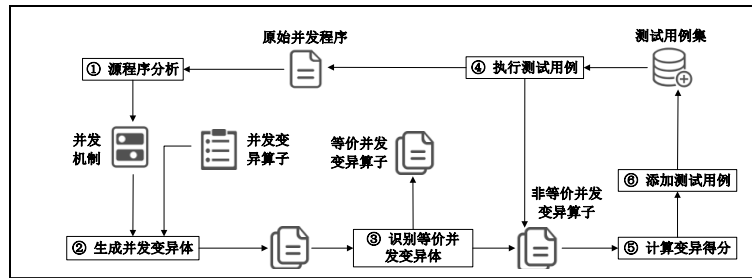 原始并发程序
测试用例集
① 源程序分析
④ 执行测试用例
并发
机制
并发变
异算子
等价并发
变异算子
非等价并发
变异算子
⑥ 添加测试用例
② 生成并发变异体
③ 识别等价并
发变异体
⑤ 计算变异得分